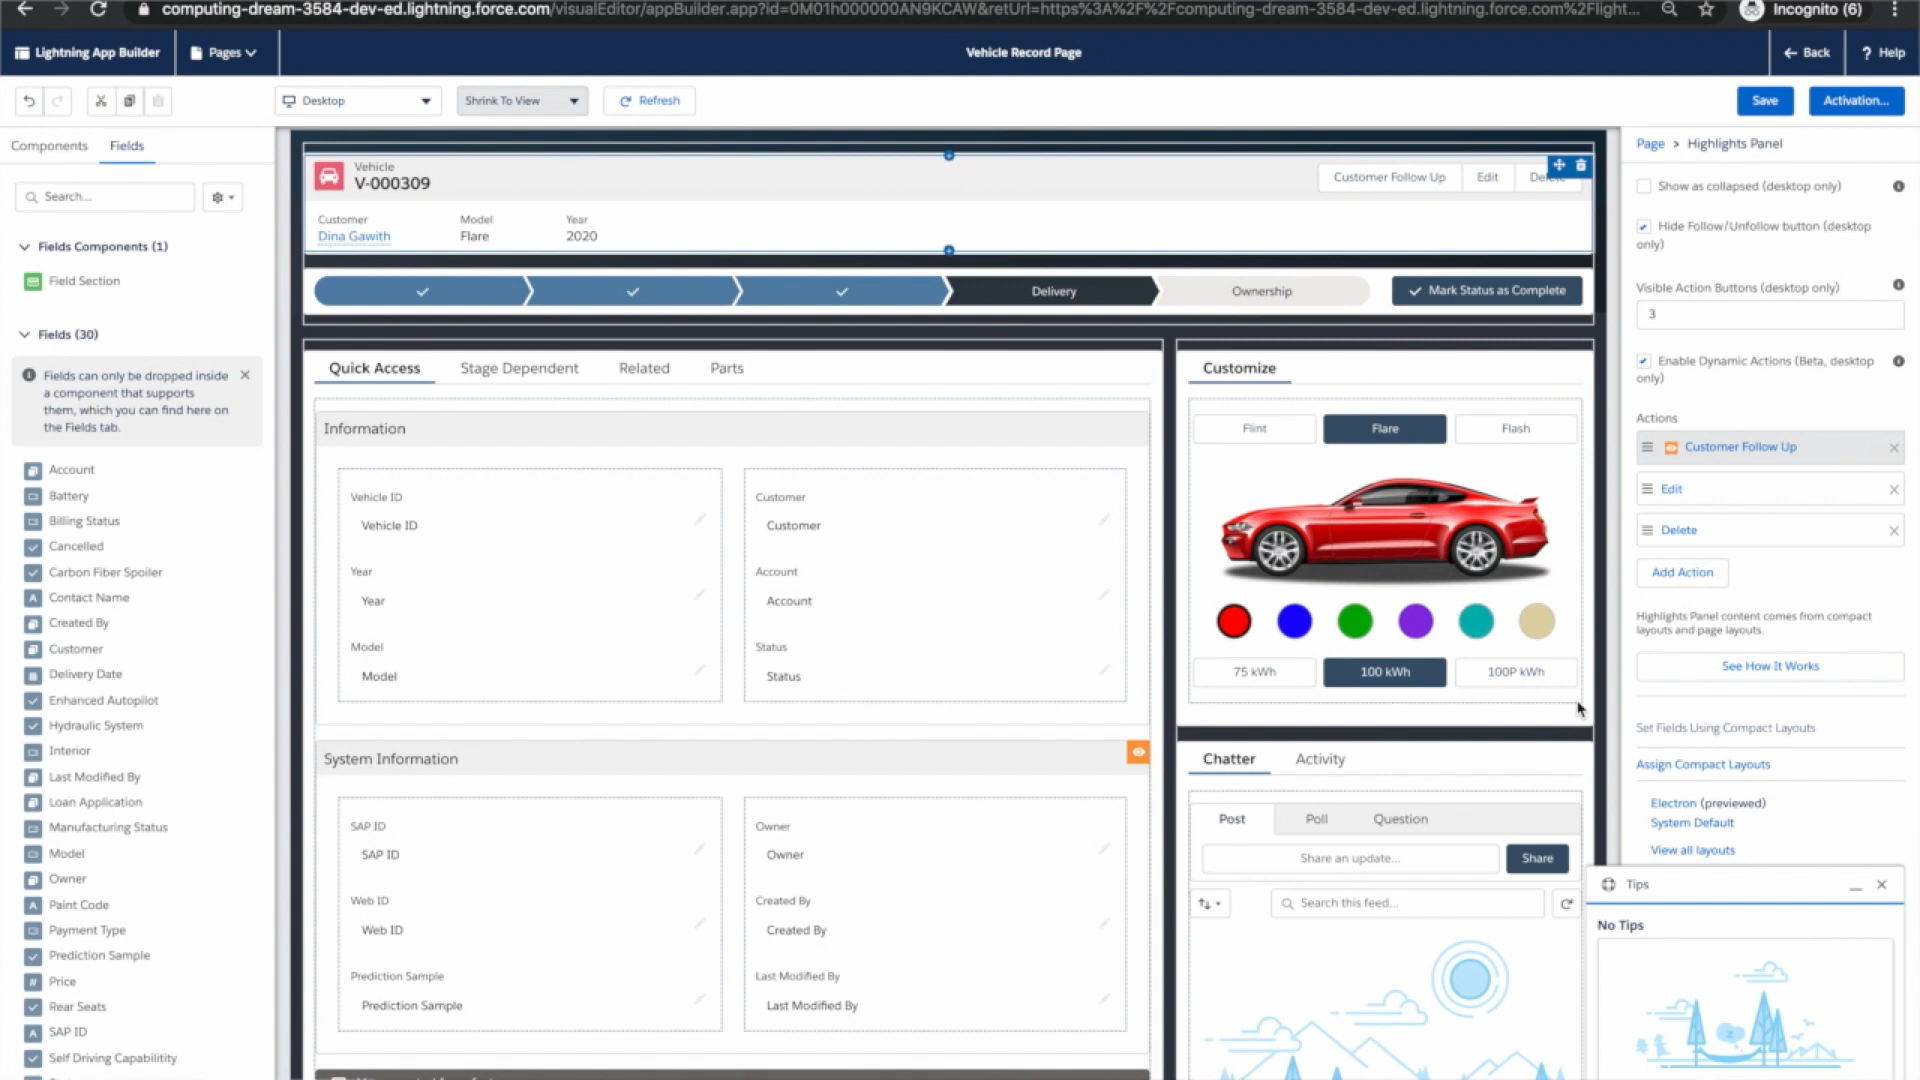 computing-dream-3584-dev-ed.lightning.force.com/visualEditor/appBuilder.app?id=0M01h000000AN9KCAW&retUrl=https%3A%2F%2Fcomputing-dream-3584-dev-ed.lightning.force.com%2Flight...
Incognito (6)
Lightning App Builder
Pages
Vehicle Record Page
Back
? Help
Desktop
Shrink To View
Refresh
Save
Activation...
Components
Fields
Search...
Fields Components (1)
Field Section
Fields (30)
Fields can only be dropped inside
a component that supports
them, which you can find here on
the Fields tab.
Account
Battery
Billing Status
Cancelled
Carbon Fiber Spoiler
Contact Name
Created By
Customer
Delivery Date
Enhanced Autopilot
Hydraulic System
Interior
Last Modified By
Loan Application
Manufacturing Status
Model
Owner
Paint Code
Payment Type
Prediction Sample
Price
Rear Seats
SAP ID
Self Driving Capabilitity
Vehicle
V-000309
Customer Follow Up
Edit
Delete
Customer
Model
Year
Dina Gawith
Flare
2020
Delivery
Ownership
Mark Status as Complete
Quick Access
Stage Dependent
Related
Parts
Information
Vehicle ID
Vehicle ID
Customer
Customer
Year
Year
Account
Account
Model
Model
Status
Status
System Information
SAP ID
SAP ID
Owner
Owner
Web ID
Web ID
Created By
Created By
Prediction Sample
Prediction Sample
Last Modified By
Last Modified By
Customize
Flint
Flare
Flash
75 kWh
100 kWh
100P kWh
Chatter
Activity
Post
Poll
Question
Share an update...
Share
Search this feed...
Page > Highlights Panel
Show as collapsed (desktop only)
Hide Follow/Unfollow button (desktop
only)
Visible Action Buttons (desktop only)
3
Enable Dynamic Actions (Beta, desktop
only)
Actions
Customer Follow Up
Edit
Delete
Add Action
Highlights Panel content comes from compact
layouts and page layouts.
See How It Works
Set Fields Using Compact Layouts
Assign Compact Layouts
Electron (previewed)
System Default
View all layouts
Tips
No Tips